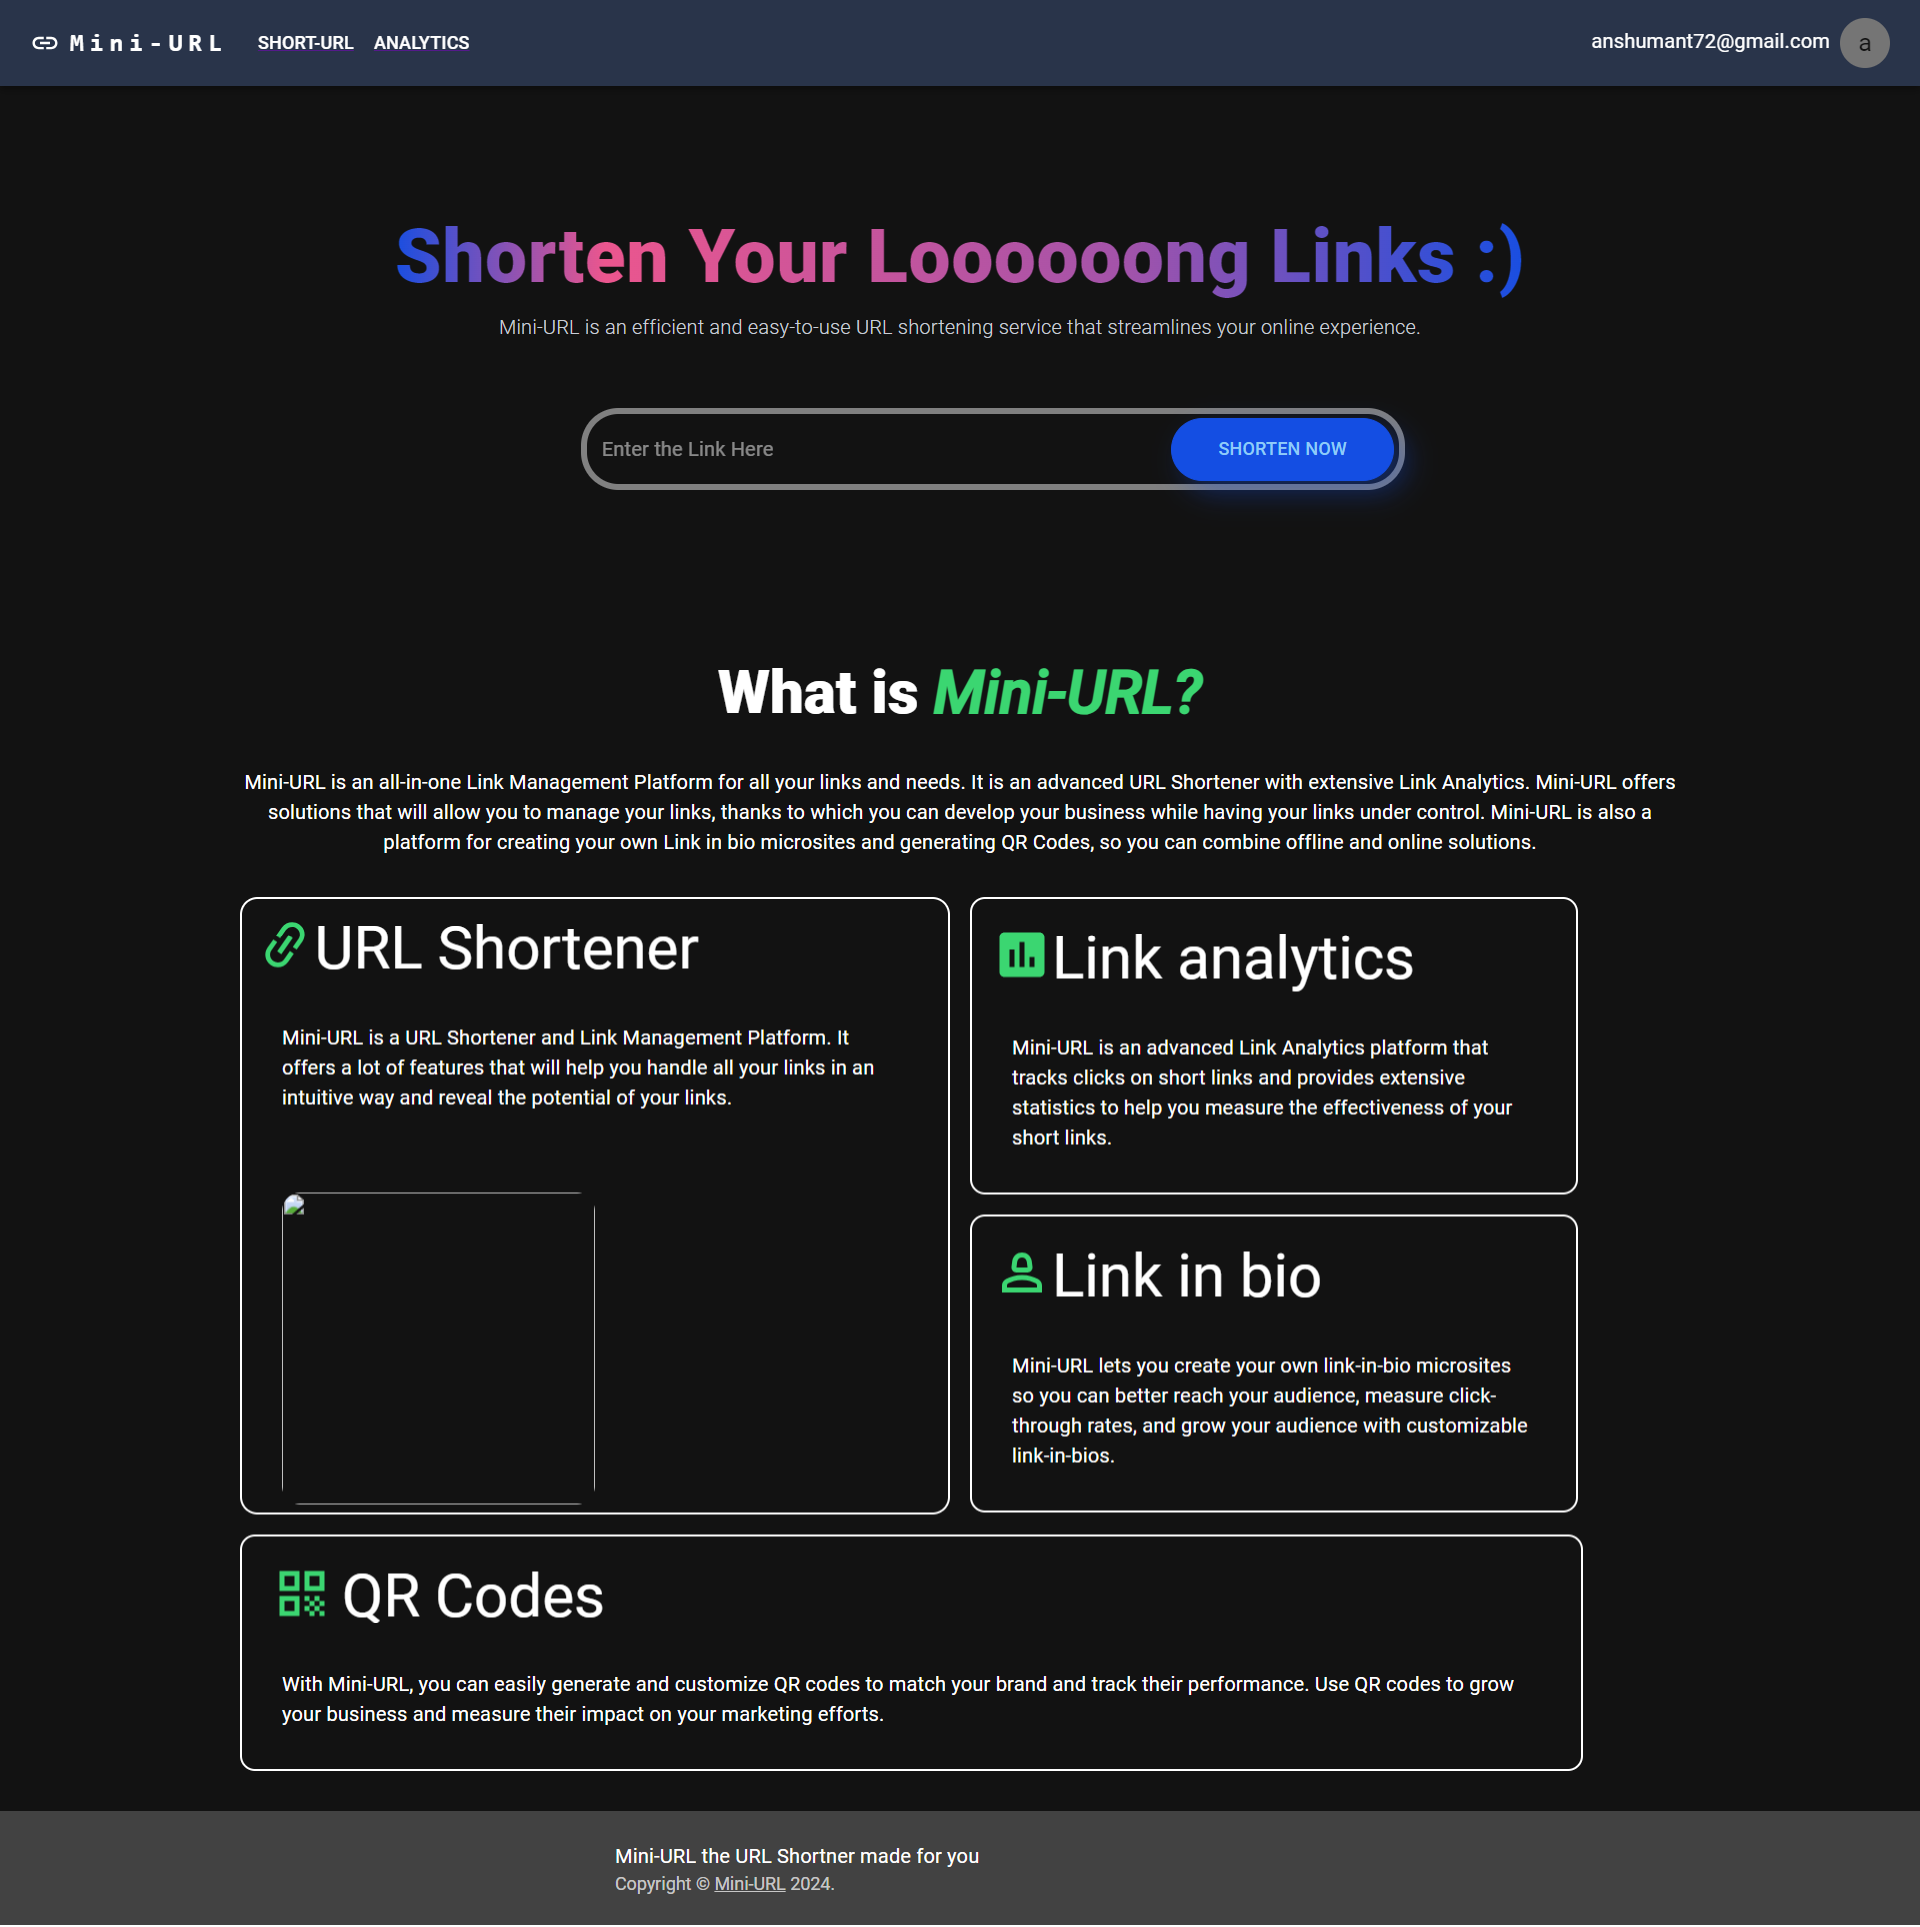 Mini-URL
SHORT-URL
ANALYTICS
anshumant72@gmail.com
a
Shorten Your Looooooong Links :)
Mini-URL is an efficient and easy-to-use URL shortening service that streamlines your online experience.
Enter the Link Here
SHORTEN NOW
What is Mini-URL?
Mini-URL is an all-in-one Link Management Platform for all your links and needs. It is an advanced URL Shortener with extensive Link Analytics. Mini-URL offers
solutions that will allow you to manage your links, thanks to which you can develop your business while having your links under control. Mini-URL is also a
platform for creating your own Link in bio microsites and generating QR Codes, so you can combine offline and online solutions.
URL Shortener
Mini-URL is a URL Shortener and Link Management Platform. It
offers a lot of features that will help you handle all your links in an
intuitive way and reveal the potential of your links.
Link analytics
Mini-URL is an advanced Link Analytics platform that
tracks clicks on short links and provides extensive
statistics to help you measure the effectiveness of your
short links.
Link in bio
Mini-URL lets you create your own link-in-bio microsites
so you can better reach your audience, measure click-
through rates, and grow your audience with customizable
link-in-bios.
QR Codes
With Mini-URL, you can easily generate and customize QR codes to match your brand and track their performance. Use QR codes to grow
your business and measure their impact on your marketing efforts.
Mini-URL the URL Shortner made for you
Copyright © Mini-URL 2024.